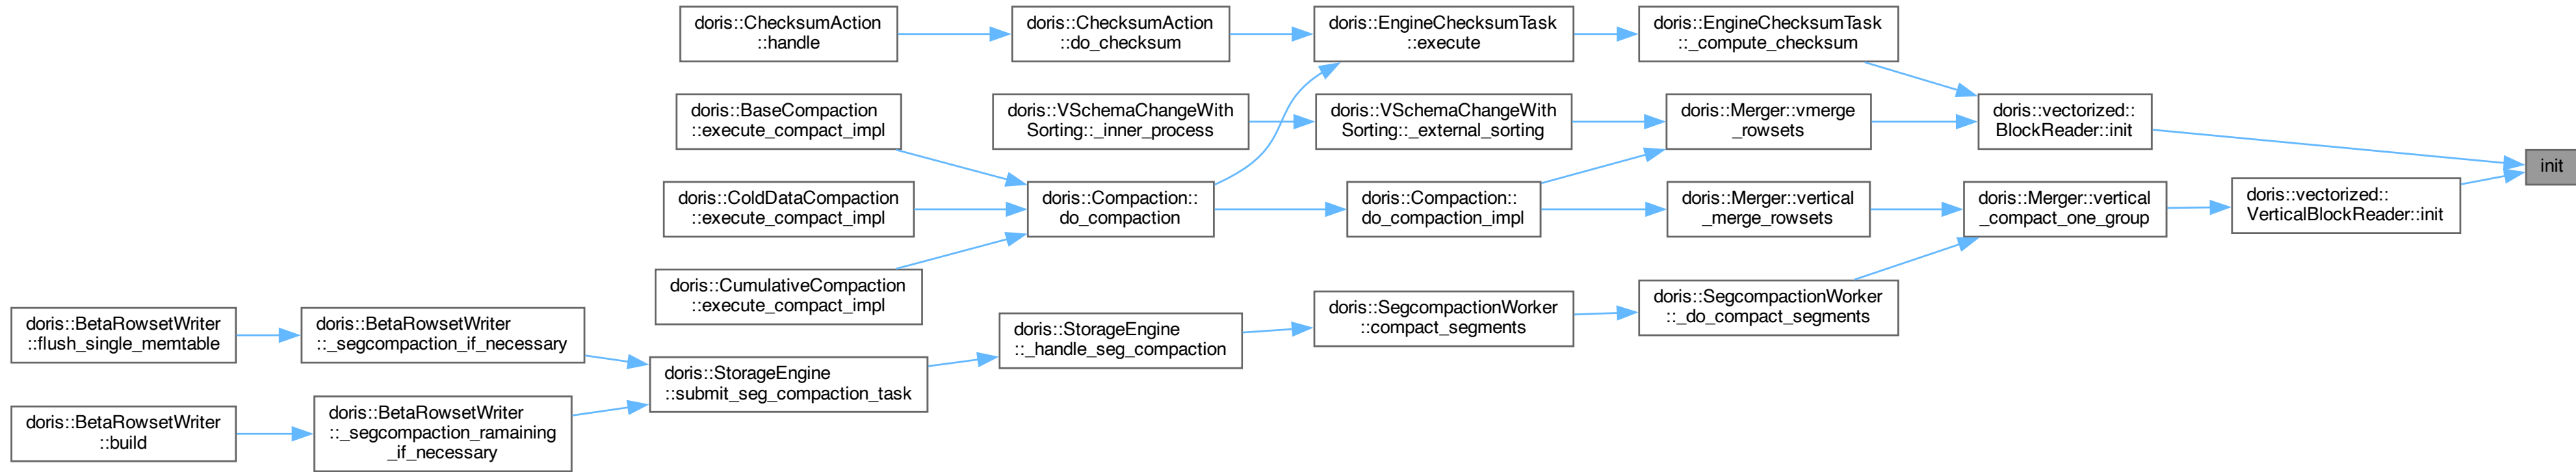 doris::ChecksumAction
::handle
doris::ChecksumAction
::do_checksum
doris::EngineChecksumTask
::execute
doris::EngineChecksumTask
::_compute_checksum
doris::BaseCompaction
::execute_compact_impl
doris::VSchemaChangeWith
Sorting::_inner_process
doris::VSchemaChangeWith
Sorting::_external_sorting
doris::Merger::vmerge
_rowsets
doris::vectorized::
BlockReader::init
init
doris::ColdDataCompaction
::execute_compact_impl
doris::Compaction::
do_compaction
doris::Compaction::
do_compaction_impl
doris::Merger::vertical
_merge_rowsets
doris::Merger::vertical
_compact_one_group
doris::vectorized::
VerticalBlockReader::init
doris::CumulativeCompaction
::execute_compact_impl
doris::BetaRowsetWriter
::flush_single_memtable
doris::BetaRowsetWriter
::_segcompaction_if_necessary
doris::StorageEngine
::submit_seg_compaction_task
doris::StorageEngine
::_handle_seg_compaction
doris::SegcompactionWorker
::compact_segments
doris::SegcompactionWorker
::_do_compact_segments
doris::BetaRowsetWriter
::build
doris::BetaRowsetWriter
::_segcompaction_ramaining
_if_necessary